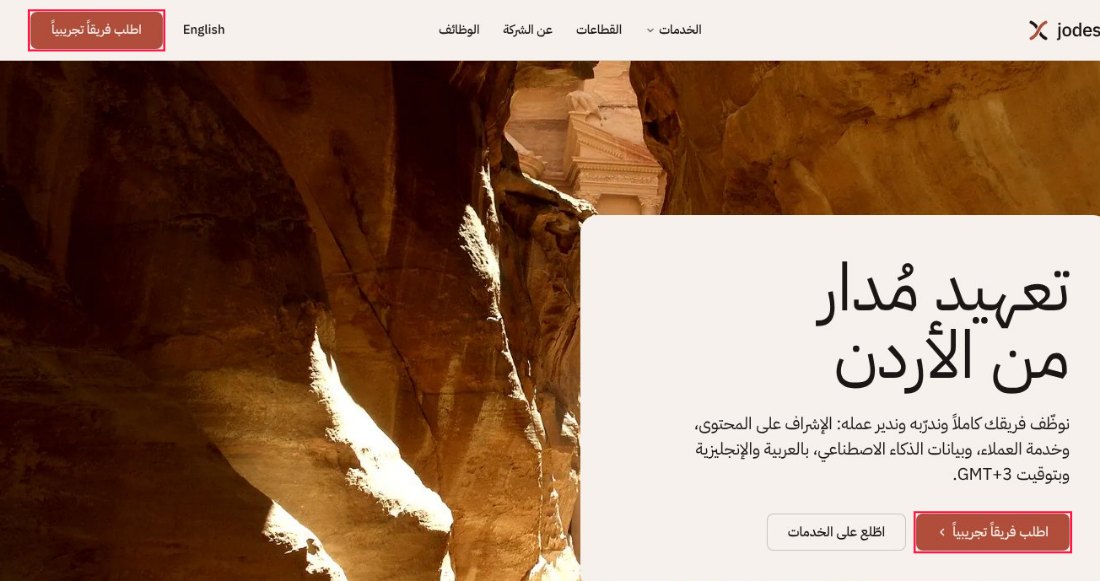 jodes
الخدمات
القطاعات
عن الشركة
الوظائف
English
اطلب فريقاً تجريبياً
تعهيد مُدار
من الأردن
نوظّف فريقك كاملاً وندرّبه وندير عمله: الإشراف على المحتوى،
وخدمة العملاء، وبيانات الذكاء الاصطناعي، بالعربية والإنجليزية
وبتوقيت GMT+3.
اطلب فريقاً تجريبياً
اطّلع على الخدمات